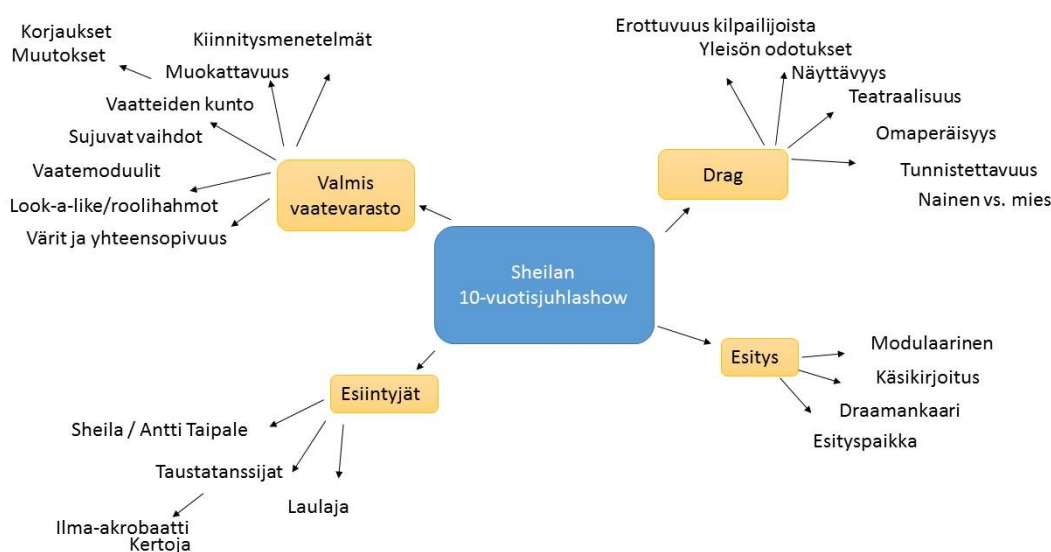 Korjaukset
Muutokset
Kiinnitysmenetelmät
Muokattavuus
Vaatteiden kunto
Sujuvat vaihdot
Vaatemoduulit
Look-a-like/roolihahmot
Värit ja yhteensopivuus
Valmis
vaatevarasto
Erottuvuus kilpailijoista
Yleisön odotukset
Näyttävyys
Teatraalisuus
Omaperäisyys
Tunnistettavuus
Nainen vs. mies
Drag
Sheilan
10-vuotisjuhlashow
Esitys
Modulaarinen
Käsikirjoitus
Draamankaari
Esityspaikka
Esiintyjät
Sheila / Antti Taipale
Taustatanssijat
Laulaja
Ilma-akrobaatti
Kertoja